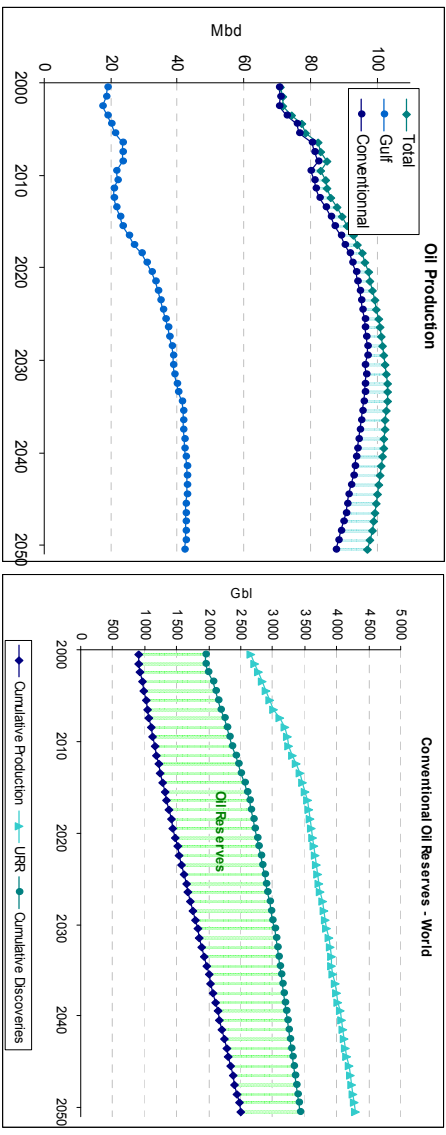 Oil Production
Mbd
0
20
40
60
80
100
Total
Gulf
Conventionnal
2000
2010
2020
2030
2040
2050
Conventional Oil Reserves - World
Gbl
0
500
1 000
1 500
2 000
2 500
3 000
3 500
4 000
4 500
5 000
Oil Reserves
2000
2010
2020
2030
2040
2050
Cumulative Production
URR
Cumulative Discoveries